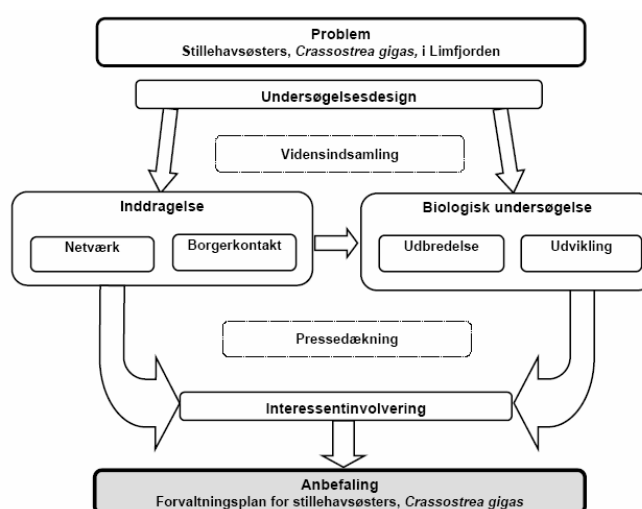 Problem
Stillehavsøsters, Crassostrea gigas, i Limfjorden
Undersøgelsesdesign
Vidensindsamling
Inddragelse
Netværk
Borgerkontakt
Biologisk undersøgelse
Udbredelse
Udvikling
Pressedækning
Interessentinvolvering
Anbefaling
Forvaltningsplan for stillehavsøsters, Crassostrea gigas